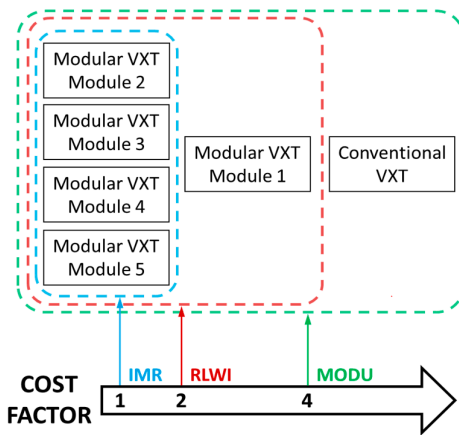 Modular VXT
Module 2
Modular VXT
Module 3
Modular VXT
Module 4
Modular VXT
Module 5
Modular VXT
Module 1
Conventional
VXT
IMR
RLWI
MODU
COST
FACTOR
1
2
4